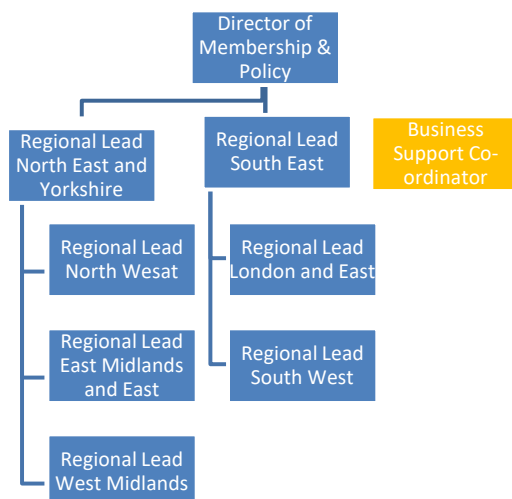 Director of
Membership &
Policy
Regional Lead
North East and
Yorkshire
Regional Lead
South East
Business
Support Co-
ordinator
Regional Lead
North Wesat
Regional Lead
London and East
Regional Lead
East Midlands
and East
Regional Lead
South West
Regional Lead
West Midlands